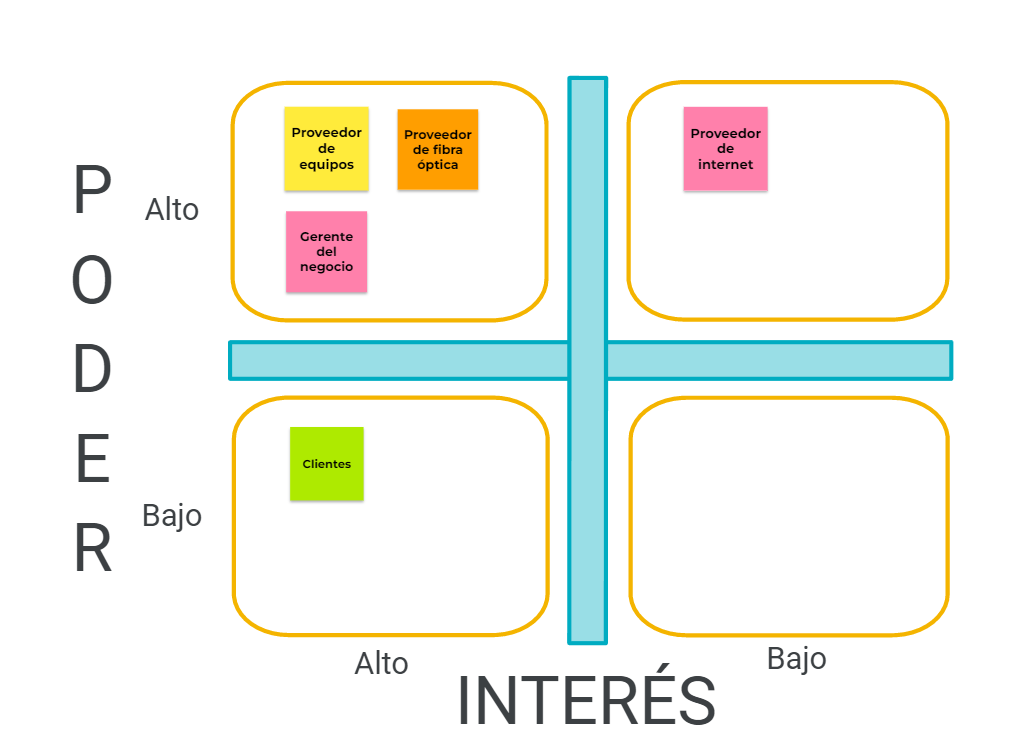 PODER
Alto
Proveedor
de
equipos
Proveedor
de fibra
óptica
Gerente
del
negocio
Proveedor
de
internet
Bajo
Clientes
Alto
Bajo
INTERÉS